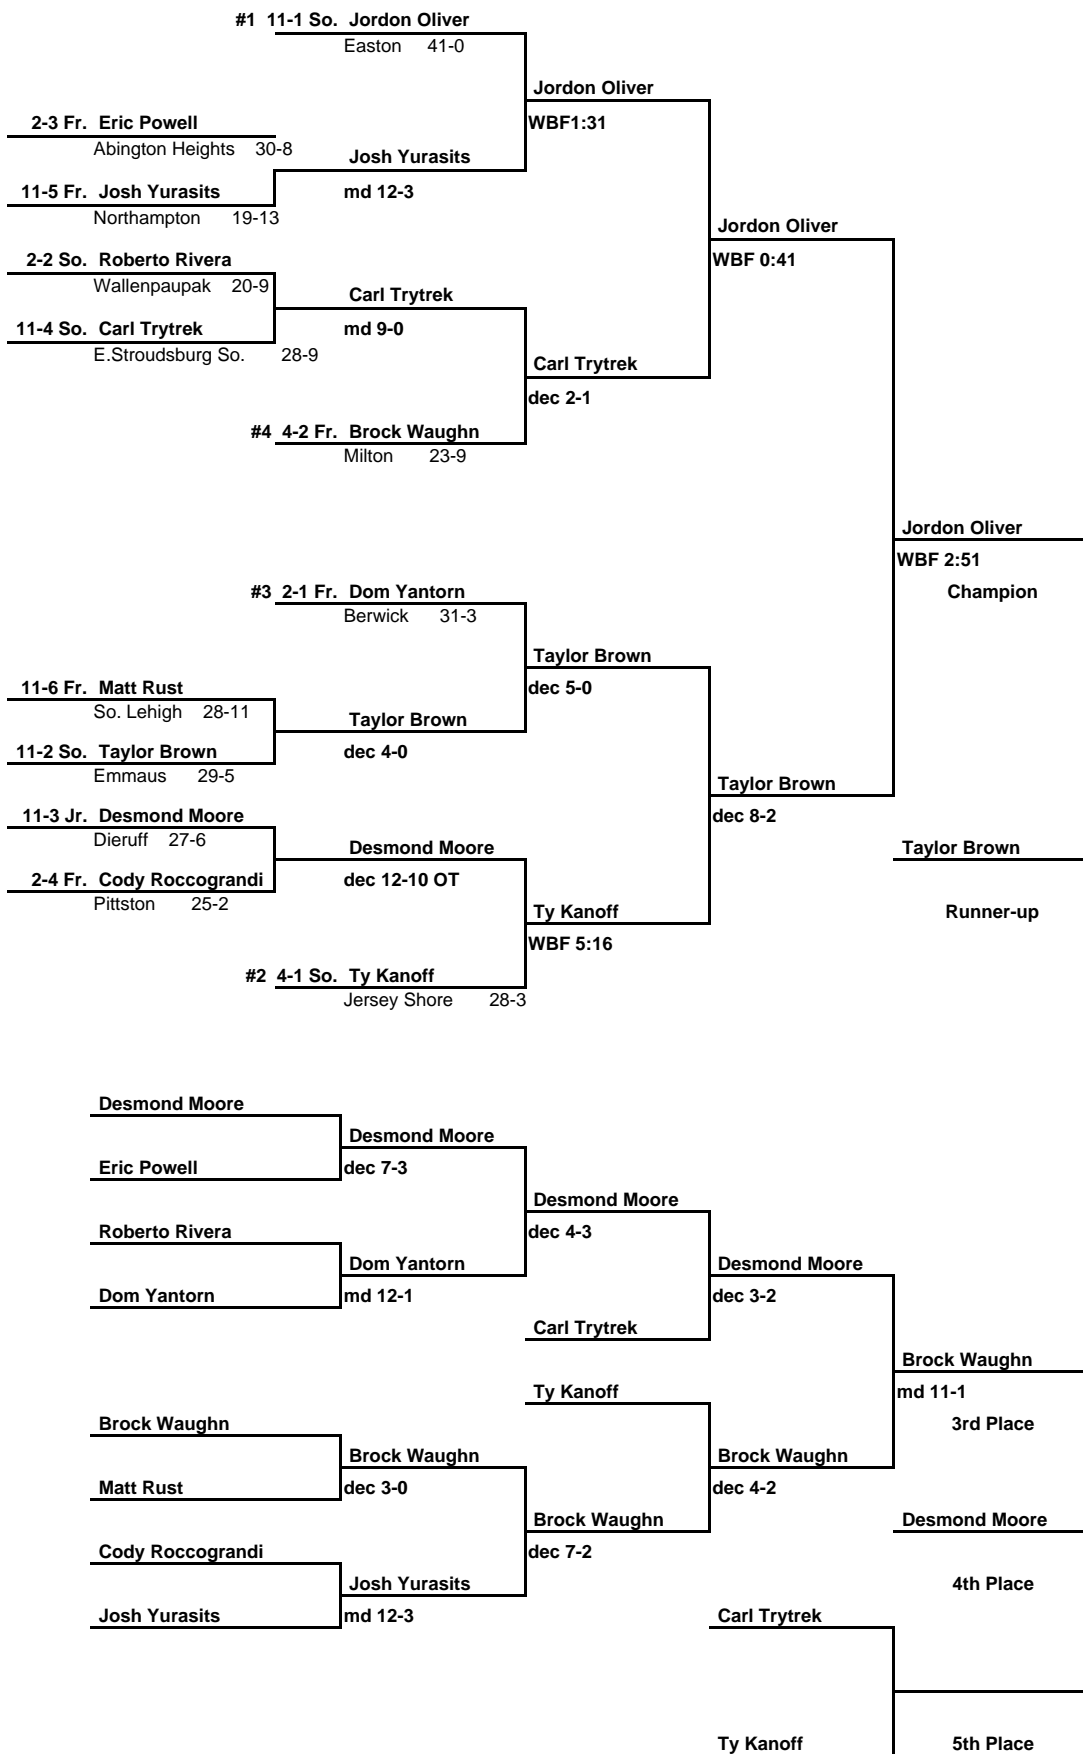 #1 11-1 So. Jordon Oliver
Easton 41-0
Jordon Oliver
2-3 Fr. Eric Powell
WBF1:31
Abington Heights 30-8
Josh Yurasits
11-5 Fr. Josh Yurasits
md 12-3
Northampton 19-13
Jordon Oliver
2-2 So. Roberto Rivera
WBF 0:41
Wallenpaupak 20-9
Carl Trytrek
11-4 So. Carl Trytrek
md 9-0
E.Stroudsburg So. 28-9
Carl Trytrek
dec 2-1
#4 4-2 Fr. Brock Waughn
Milton 23-9
Jordon Oliver
WBF 2:51
#3 2-1 Fr. Dom Yantorn
Champion
Berwick 31-3
Taylor Brown
11-6 Fr. Matt Rust
dec 5-0
So. Lehigh 28-11
Taylor Brown
11-2 So. Taylor Brown
dec 4-0
Emmaus 29-5
Taylor Brown
11-3 Jr. Desmond Moore
dec 8-2
Dieruff 27-6
Desmond Moore
Taylor Brown
2-4 Fr. Cody Roccograndi
dec 12-10 OT
Pittston 25-2
Ty Kanoff
Runner-up
WBF 5:16
#2 4-1 So. Ty Kanoff
Jersey Shore 28-3
Desmond Moore
Desmond Moore
Eric Powell
dec 7-3
Desmond Moore
Roberto Rivera
dec 4-3
Dom Yantorn
Desmond Moore
Dom Yantorn
md 12-1
dec 3-2
Carl Trytrek
Brock Waughn
Ty Kanoff
md 11-1
Brock Waughn
3rd Place
Brock Waughn
Brock Waughn
Matt Rust
dec 3-0
dec 4-2
Brock Waughn
Desmond Moore
Cody Roccograndi
dec 7-2
Josh Yurasits
4th Place
Josh Yurasits
md 12-3
Carl Trytrek
Ty Kanoff
5th Place